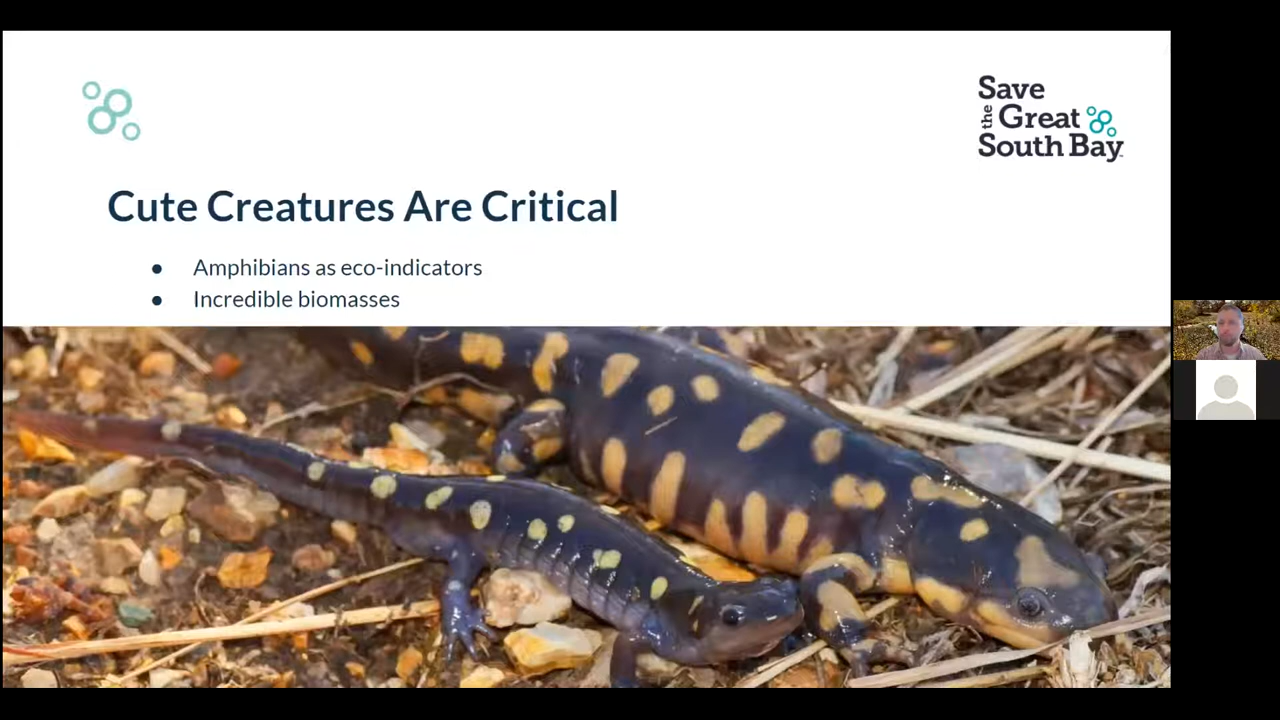 Save
the Great
South Bay
Cute Creatures Are Critical
● Amphibians as eco-indicators
● Incredible biomasses